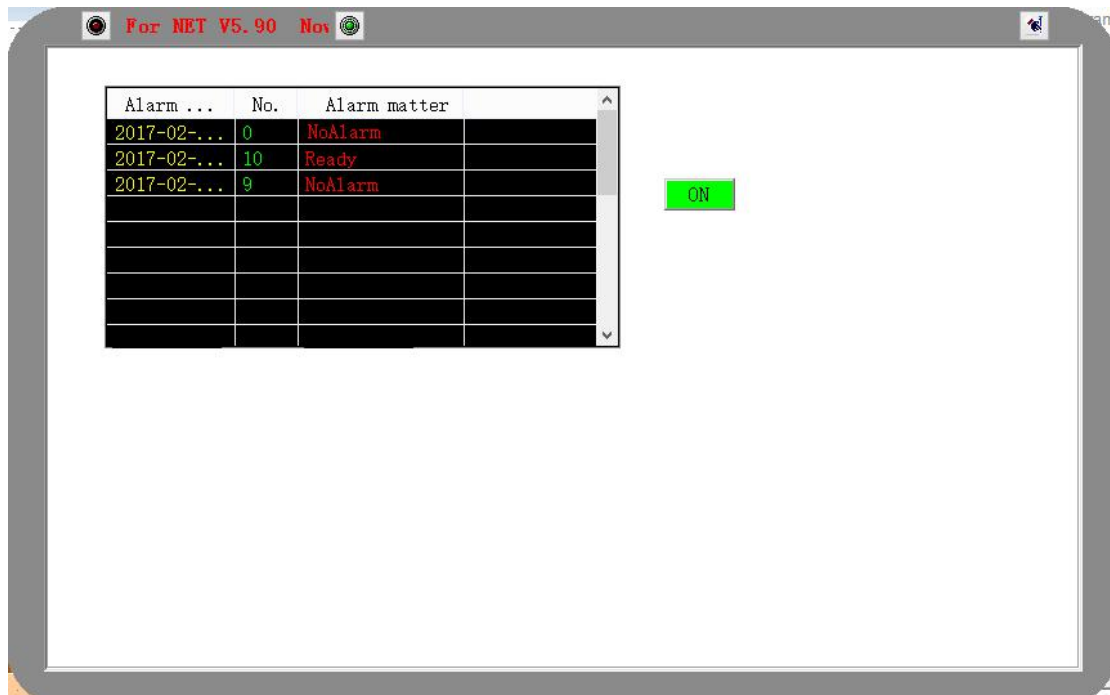 For NET V5.90 Nov
Alarm ... No. Alarm matter
2017-02-... 0 NoAlarm
2017-02-... 10 Ready
2017-02-... 9 NoAlarm
ON